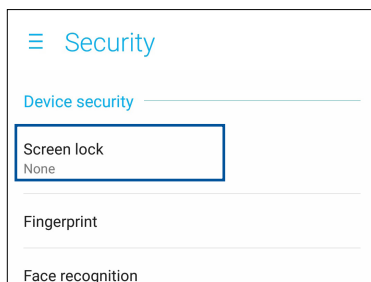 Security
Device security
Screen lock
None
Fingerprint
Face recognition